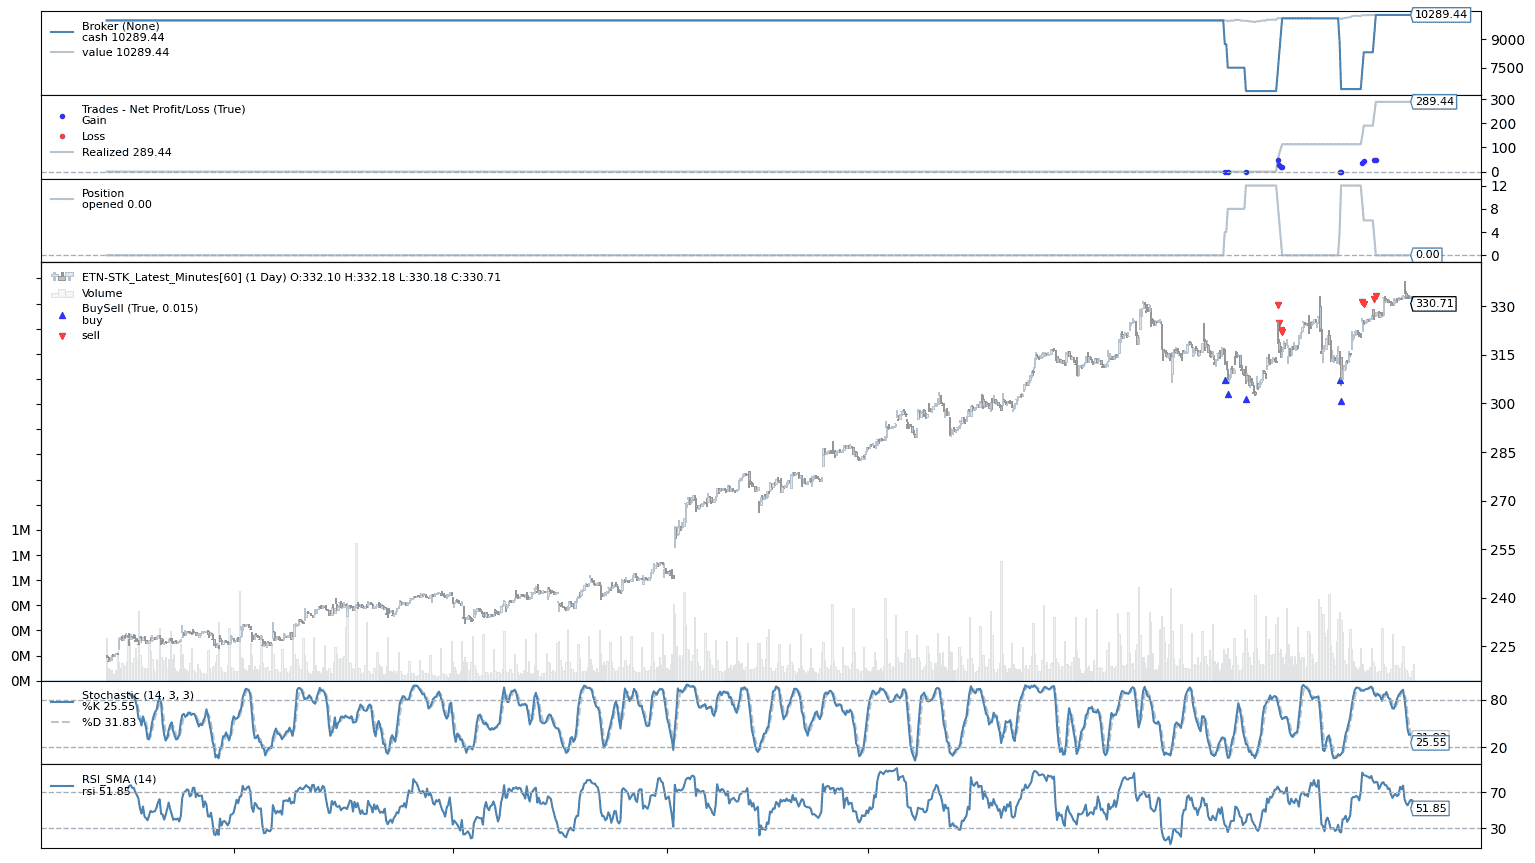 Broker (None)
cash 10289.44
value 10289.44
10289.44
9000
7500
Trades - Net Profit/Loss (True)
Gain
Loss
Realized 289.44
300
289.44
200
100
0
Position
opened 0.00
12
8
4
0.00
0
ETN-STK_Latest_Minutes[60] (1 Day) O:332.10 H:332.18 L:330.18 C:330.71
Volume
BuySell (True, 0.015)
buy
sell
330.71
330
315
300
285
270
255
240
225
1M
1M
1M
0M
0M
0M
0M
Stochastic (14, 3, 3)
%K 25.55
%D 31.83
80
25.55
20
RSI_SMA (14)
rsi 51.85
70
51.85
30